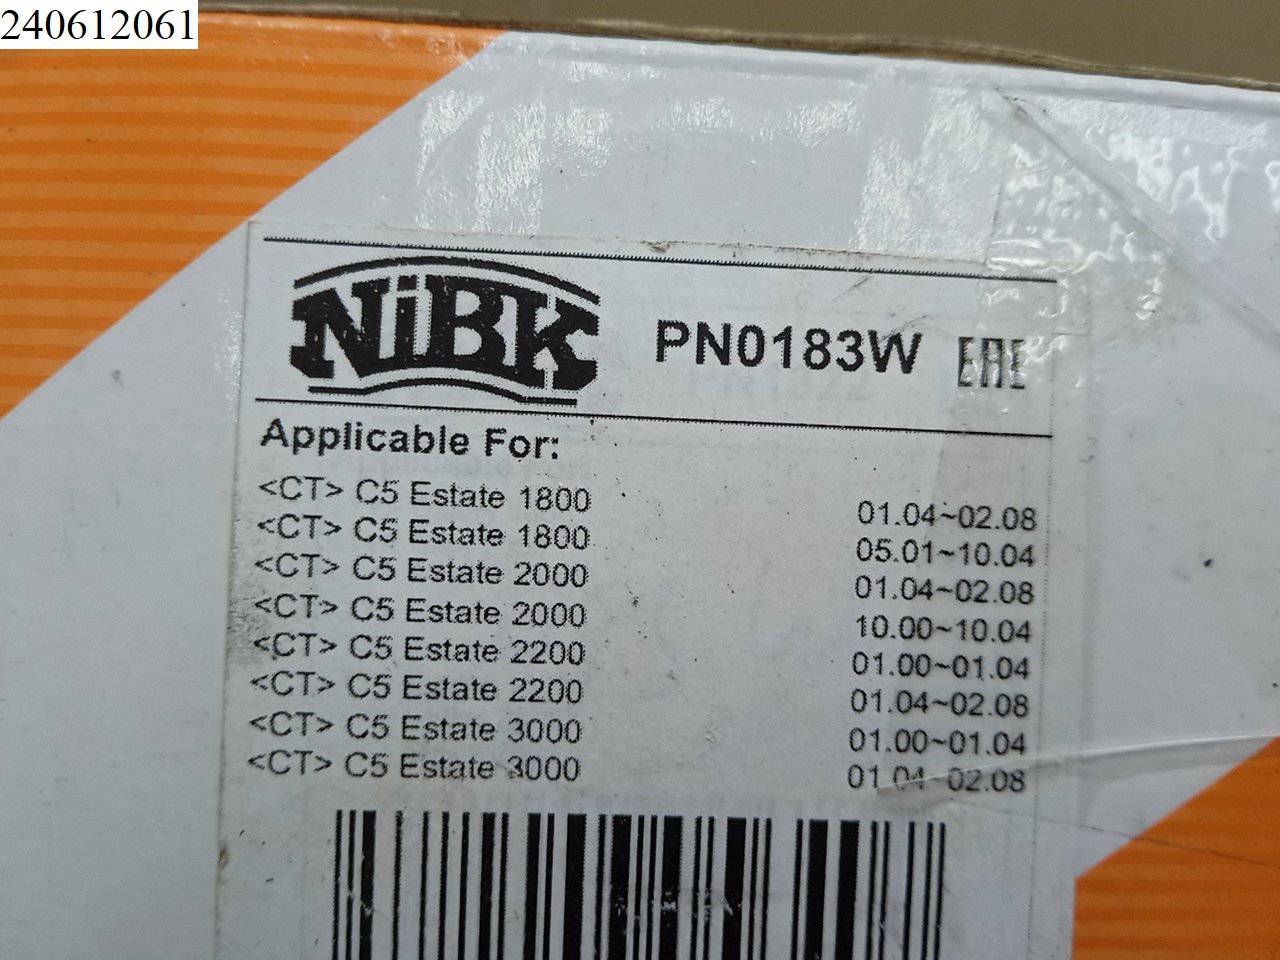 240612061
NiBK PN0183W EAC
Applicable For:
<CT> C5 Estate 1800 01.04~02.08
<CT> C5 Estate 1800 05.01~10.04
<CT> C5 Estate 2000 01.04~02.08
<CT> C5 Estate 2000 10.00~10.04
<CT> C5 Estate 2200 01.00~01.04
<CT> C5 Estate 2200 01.04~02.08
<CT> C5 Estate 3000 01.00~01.04
<CT> C5 Estate 3000 01.04~02.08